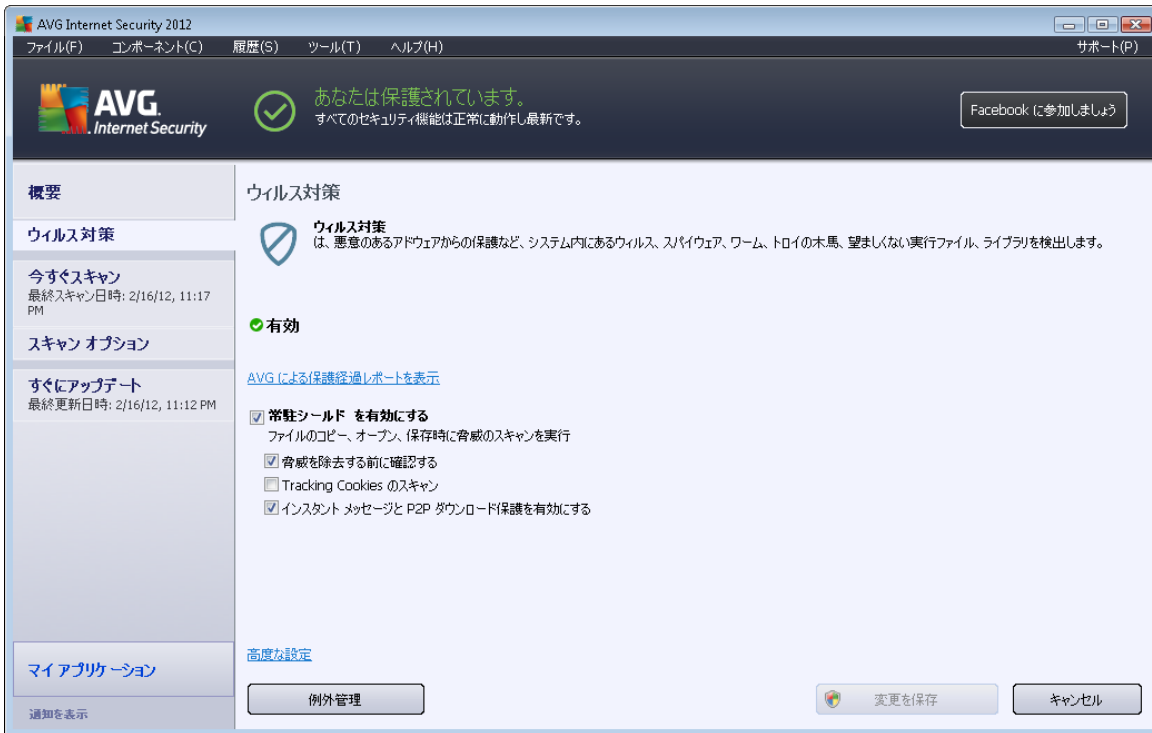 AVG Internet Security 2012
ファイル(F) コンポーネント(C) 履歴(S) ツール(T) ヘルプ(H) サポート(P)
AVG.
Internet Security
あなたは保護されています。
すべてのセキュリティ機能は正常に動作し最新です。
Facebook に参加しましょう
概要
ウィルス対策
今すぐスキャン
最終スキャン日時: 2/16/12, 11:17
PM
スキャン オプション
すぐにアップデート
最終更新日時: 2/16/12, 11:12 PM
マイ アプリケーション
通知を表示
ウィルス対策
ウィルス対策
は、悪意のあるアドウェアからの保護など、システム内にあるウィルス、スパイウェア、ワーム、トロイの木馬、望ましくない実行ファイル、ライブラリを検出します。
有効
AVG による保護経過レポートを表示
常駐シールド を有効にする
ファイルのコピー、オープン、保存時に脅威のスキャンを実行
脅威を除去する前に確認する
Tracking Cookies のスキャン
インスタント メッセージと P2P ダウンロード保護を有効にする
高度な設定
例外管理
変更を保存
キャンセル